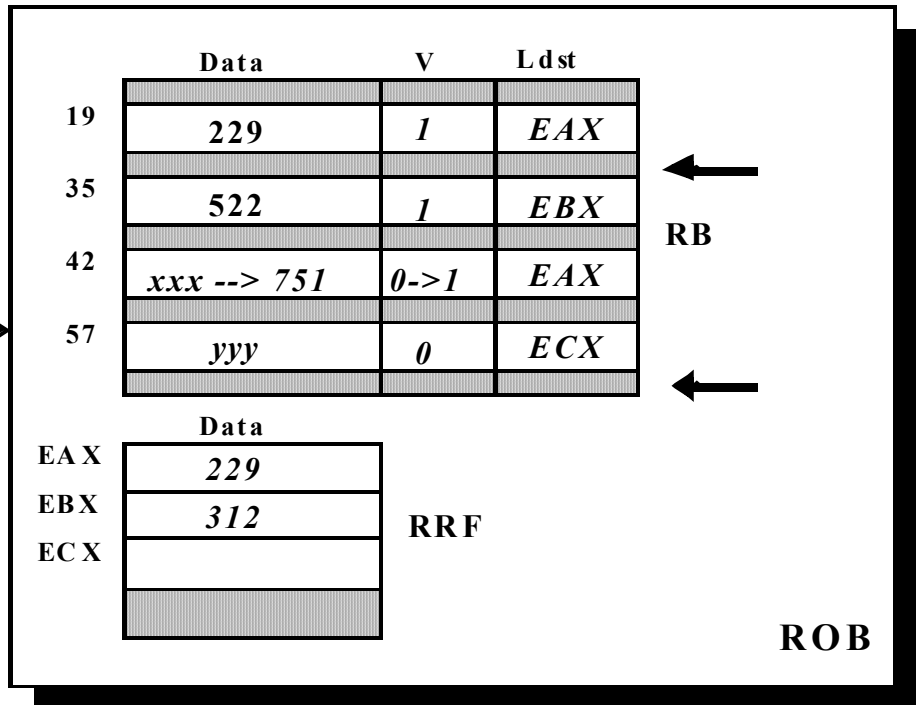 Data V Ldst
19 229 1 EAX
35 522 1 EBX
RB
42 xxx --> 751 0->1 EAX
57 yyy 0 ECX
Data
EAX 229
EBX 312
RRF
ECX
ROB